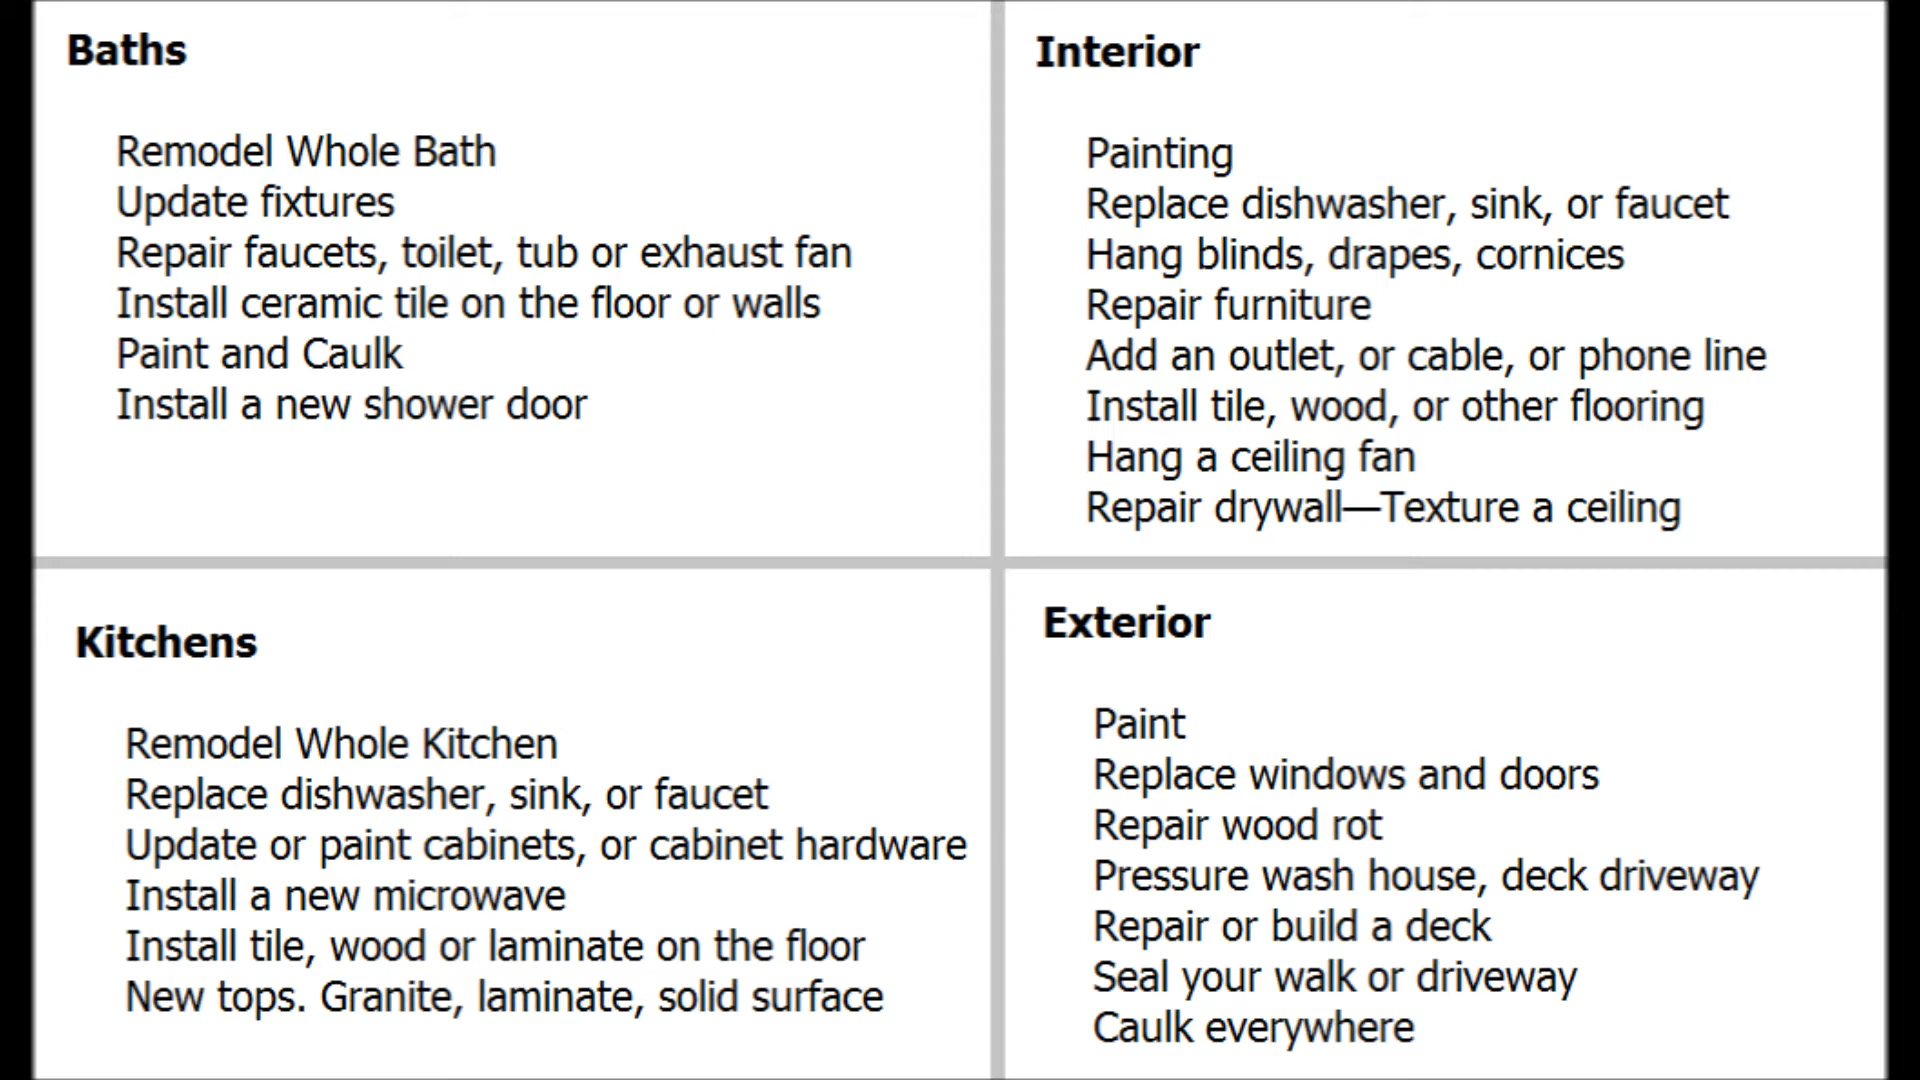 Baths
Remodel Whole Bath
Update fixtures
Repair faucets, toilet, tub or exhaust fan
Install ceramic tile on the floor or walls
Paint and Caulk
Install a new shower door
Interior
Painting
Replace dishwasher, sink, or faucet
Hang blinds, drapes, cornices
Repair furniture
Add an outlet, or cable, or phone line
Install tile, wood, or other flooring
Hang a ceiling fan
Repair drywall—Texture a ceiling
Kitchens
Remodel Whole Kitchen
Replace dishwasher, sink, or faucet
Update or paint cabinets, or cabinet hardware
Install a new microwave
Install tile, wood or laminate on the floor
New tops. Granite, laminate, solid surface
Exterior
Paint
Replace windows and doors
Repair wood rot
Pressure wash house, deck driveway
Repair or build a deck
Seal your walk or driveway
Caulk everywhere